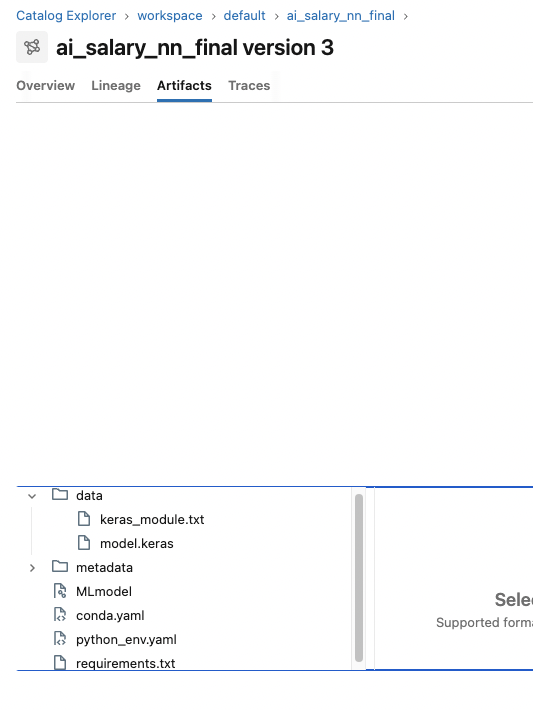 Catalog Explorer > workspace > default > ai_salary_nn_final >
ai_salary_nn_final version 3
Overview Lineage Artifacts Traces
data
keras_module.txt
model.keras
metadata
MLmodel
conda.yaml
python_env.yaml
requirements.txt
Selec
Supported forma